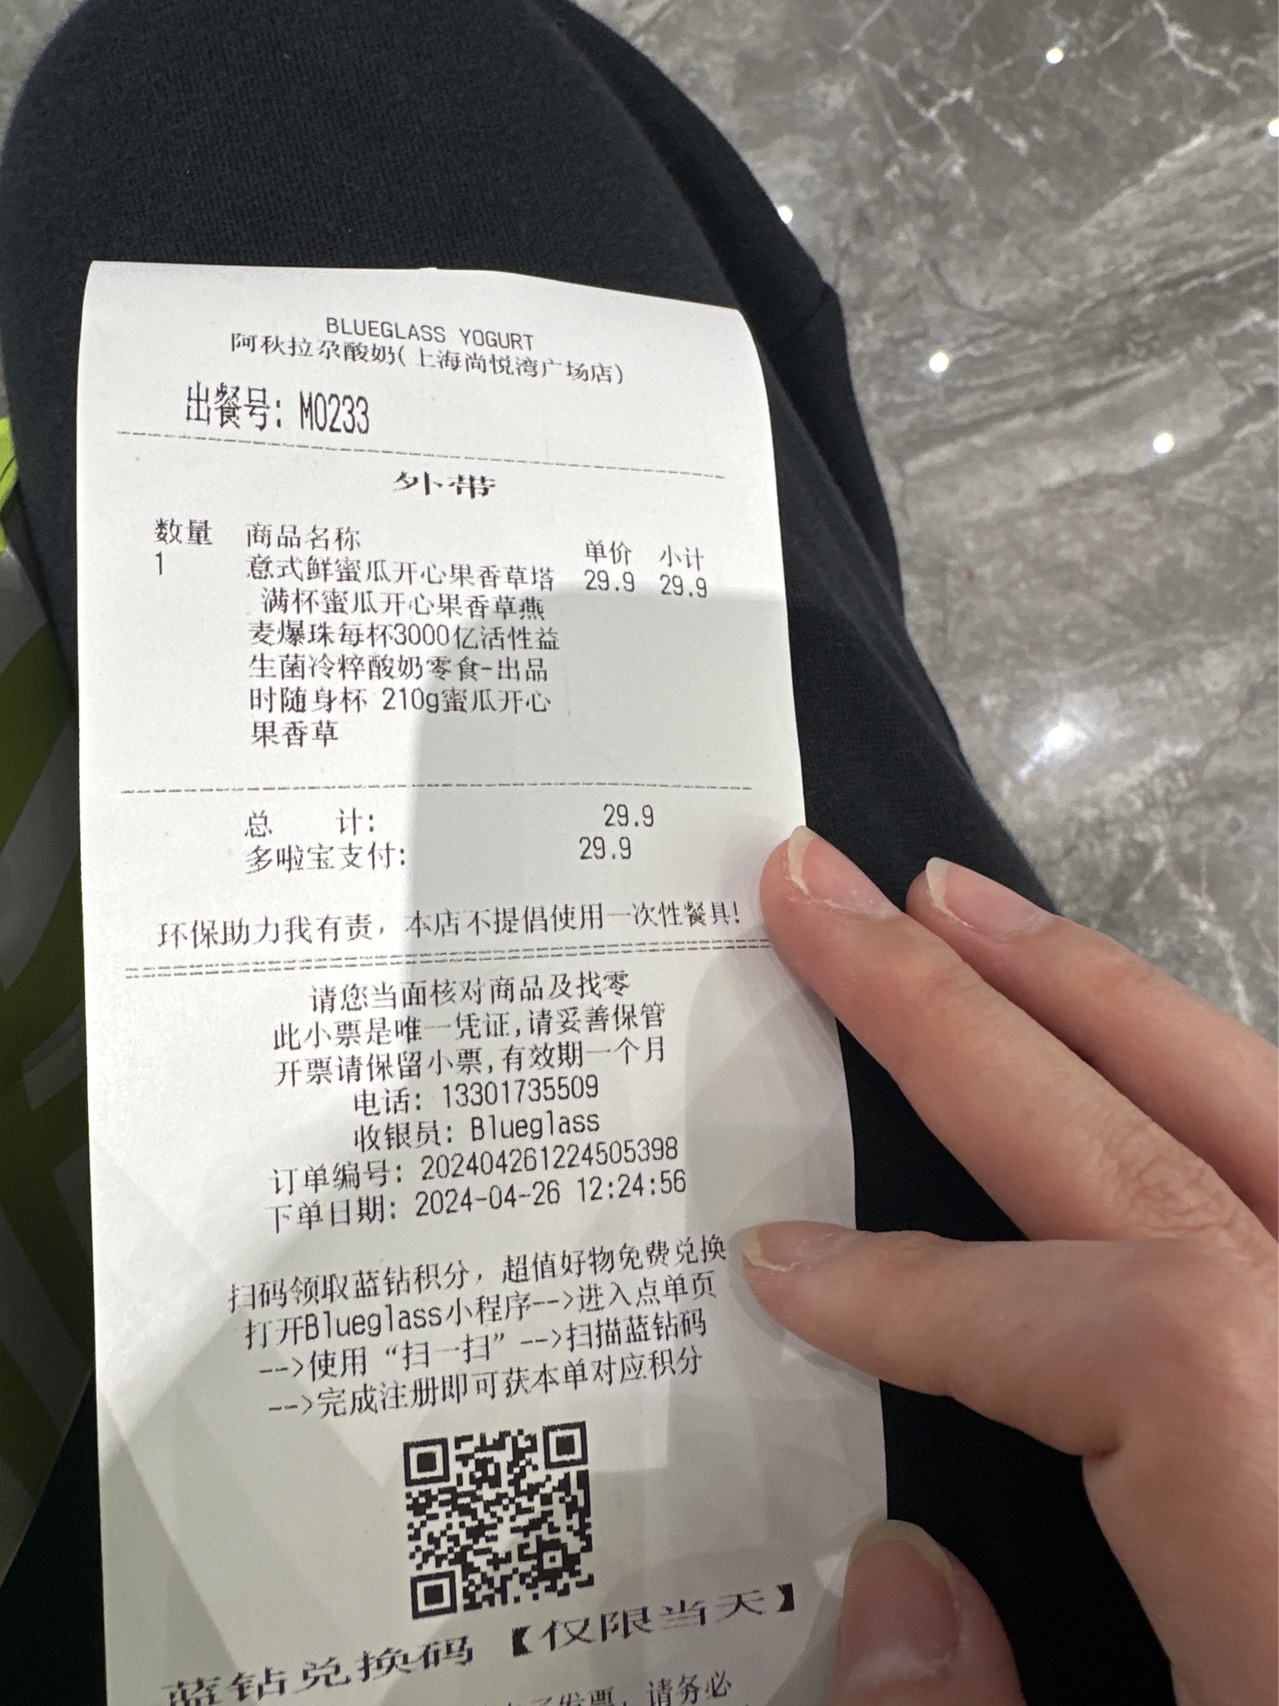 BLUEGLASS YOGURT
阿秋拉尕酸奶(上海尚悦湾广场店)
出餐号: M0233
外带
数量 商品名称 单价 小计
1 意式鲜蜜瓜开心果香草塔 29.9 29.9
满杯蜜瓜开心果香草燕
麦爆珠每杯3000亿活性益
生菌冷粹酸奶零食-出品
时随身杯 210g蜜瓜开心
果香草
总 计: 29.9
多啦宝支付: 29.9
环保助力我有责, 本店不提倡使用一次性餐具!
请您当面核对商品及找零
此小票是唯一凭证,请妥善保管
开票请保留小票,有效期一个月
电话: 13301735509
收银员: Blueglass
订单编号: 202404261224505398
下单日期: 2024-04-26 12:24:56
扫码领取蓝钻积分, 超值好物免费兑换
打开Blueglass小程序-->进入点单页
-->使用“扫一扫”-->扫描蓝钻码
-->完成注册即可获本单对应积分
蓝钻兑换码【仅限当天】
电子发票, 请务必